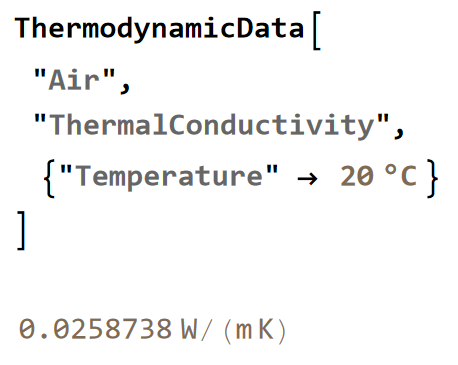 ThermodynamicData[
"Air",
"ThermalConductivity",
{"Temperature" → 20 °C}
]
0.0258738 W/(m K)